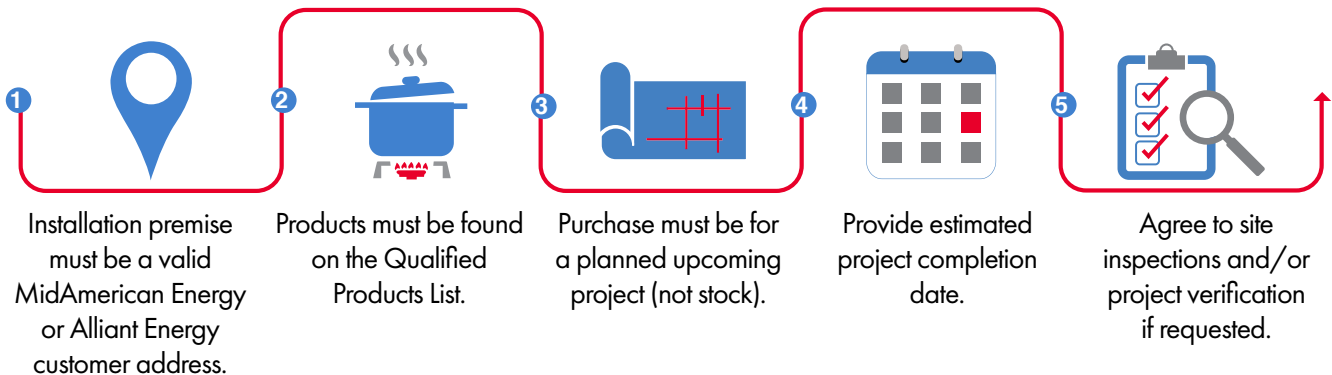 1
Installation premise
must be a valid
MidAmerican Energy
or Alliant Energy
customer address.
2
Products must be found
on the Qualified
Products List.
3
Purchase must be for
a planned upcoming
project (not stock).
4
Provide estimated
project completion
date.
5
Agree to site
inspections and/or
project verification
if requested.